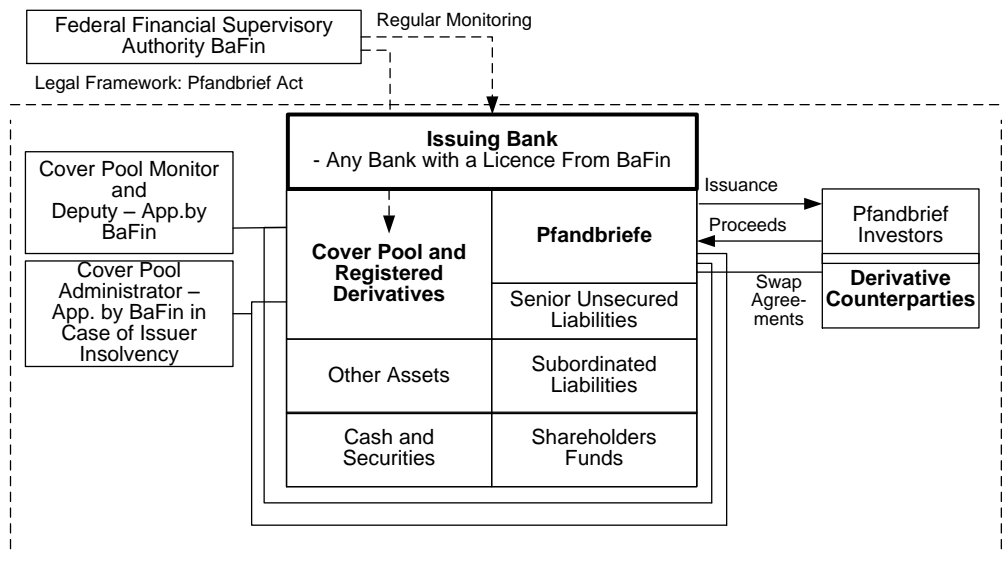 Federal Financial Supervisory
Authority BaFin
Regular Monitoring
Legal Framework: Pfandbrief Act
Issuing Bank
- Any Bank with a Licence From BaFin
Cover Pool Monitor
and
Deputy – App.by
BaFin
Cover Pool
Administrator –
App. by BaFin in
Case of Issuer
Insolvency
Cover Pool and
Registered
Derivatives
Pfandbriefe
Senior Unsecured
Liabilities
Other Assets
Subordinated
Liabilities
Cash and
Securities
Shareholders
Funds
Issuance
Proceeds
Swap
Agree-
ments
Pfandbrief
Investors
Derivative
Counterparties